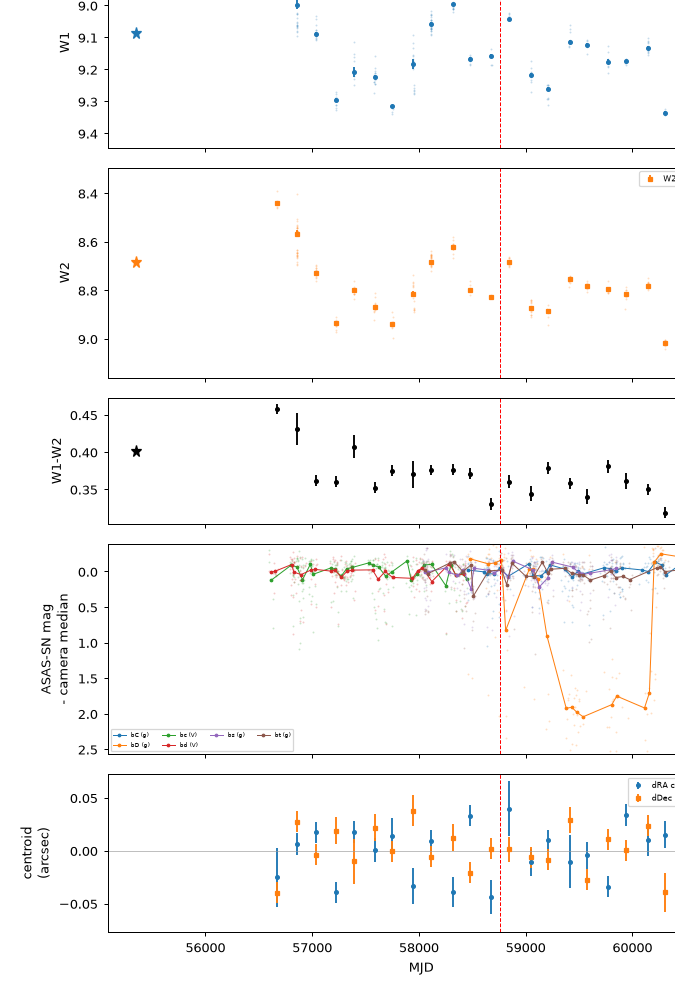 9.0
9.1
9.2
9.3
9.4
W1
8.4
8.6
8.8
9.0
W2
W2
0.45
0.40
0.35
W1-W2
0.0
0.5
1.0
1.5
2.0
2.5
ASAS-SN mag
- camera median
bC (g) bc (V) bs (g) bt (g)
bD (g) bd (V)
0.05
0.00
−0.05
centroid
(arcsec)
dRA c
dDec
56000 57000 58000 59000 60000
MJD